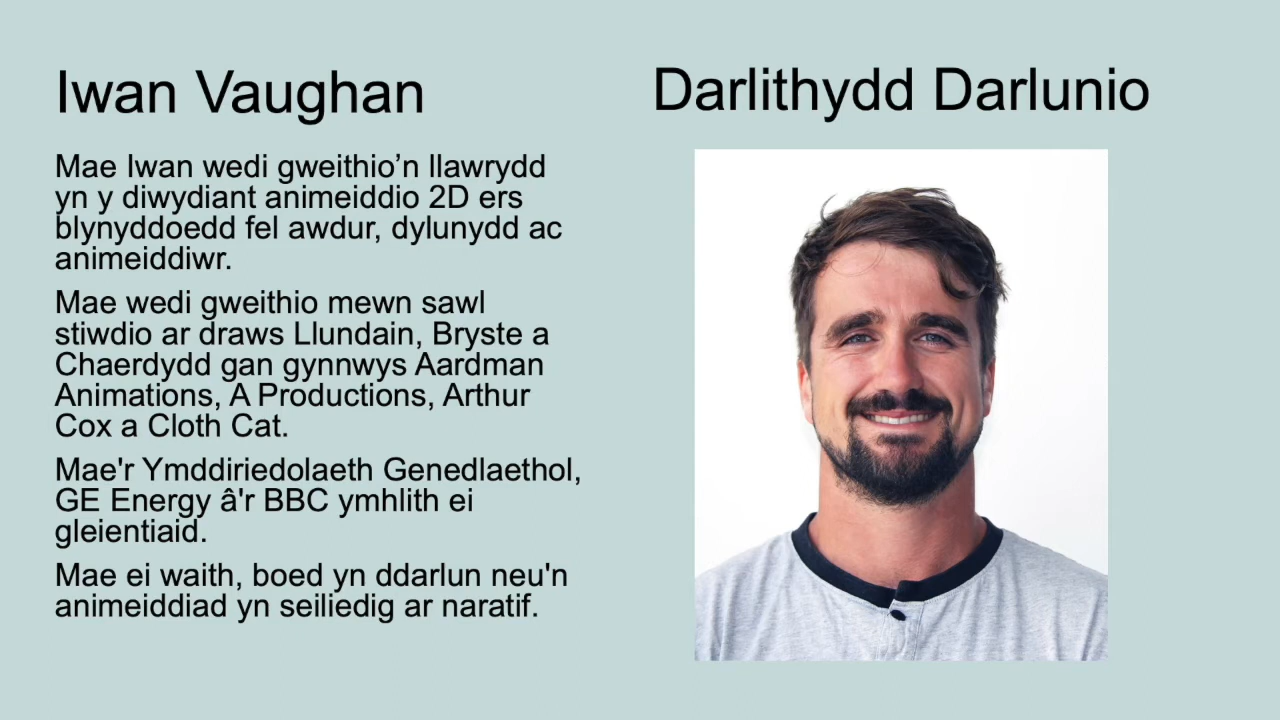 Iwan Vaughan
Mae Iwan wedi gweithio’n llawrydd
yn y diwydiant animeiddio 2D ers
blynyddoedd fel awdur, dylunydd ac
animeiddiwr.
Mae wedi gweithio mewn sawl
stiwdio ar draws Llundain, Bryste a
Chaerdydd gan gynnwys Aardman
Animations, A Productions, Arthur
Cox a Cloth Cat.
Mae'r Ymddiriedolaeth Genedlaethol,
GE Energy â'r BBC ymhlith ei
gleientiaid.
Mae ei waith, boed yn ddarlun neu'n
animeiddiad yn seiliedig ar naratif.
Darlithydd Darlunio